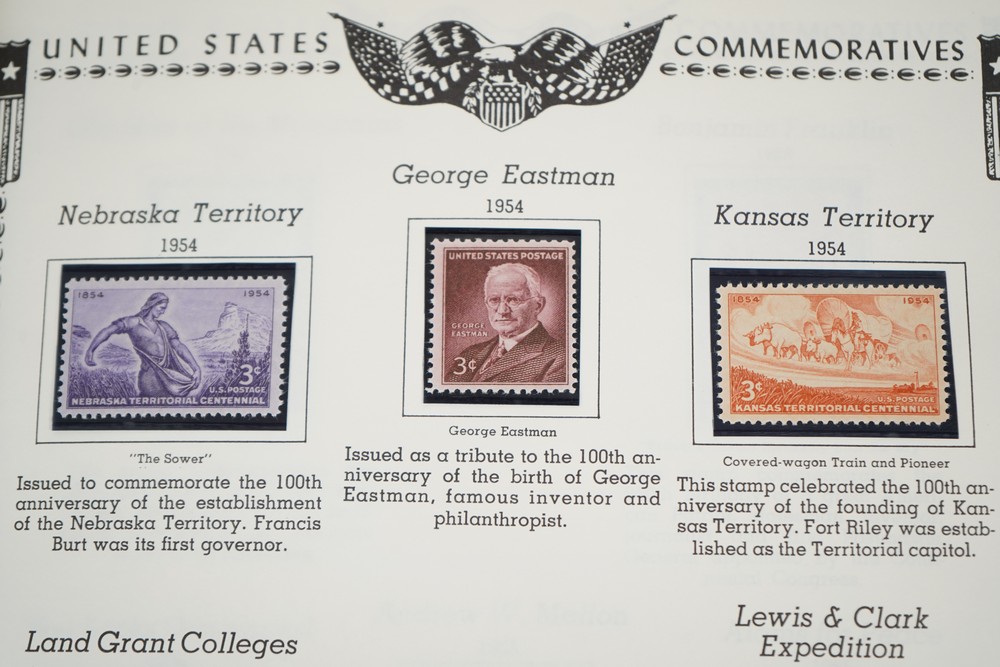 UNITED STATES
COMMEMORATIVES
Nebraska Territory
1954
1854 1954
3¢
U.S. POSTAGE
NEBRASKA TERRITORIAL CENTENNIAL
"The Sower"
Issued to commemorate the 100th
anniversary of the establishment
of the Nebraska Territory. Francis
Burt was its first governor.
George Eastman
1954
UNITED STATES POSTAGE
GEORGE
EASTMAN
3¢
George Eastman
Issued as a tribute to the 100th an-
niversary of the birth of George
Eastman, famous inventor and
philanthropist.
Kansas Territory
1954
1854 1954
3¢
U.S. POSTAGE
KANSAS TERRITORIAL CENTENNIAL
Covered-wagon Train and Pioneer
This stamp celebrated the 100th an-
niversary of the founding of Kan-
sas Territory. Fort Riley was estab-
lished as the Territorial capitol.
Land Grant Colleges
Lewis & Clark
Expedition